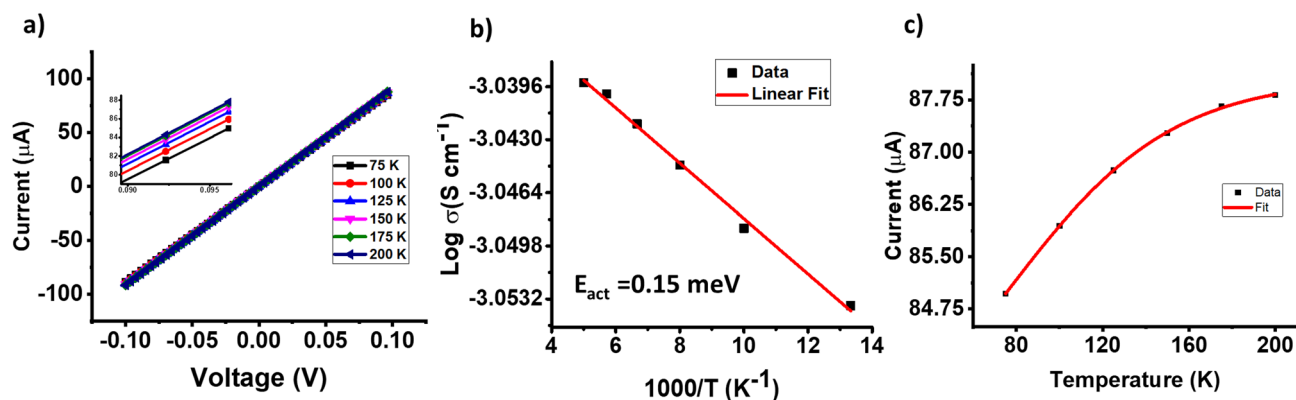 a)
Current (μA)
100
50
0
-50
-100
-0.10
-0.05
0.00
0.05
0.10
Voltage (V)
88
86
84
82
80
0.090
0.095
75 K
100 K
125 K
150 K
175 K
200 K
b)
Log σ(S cm⁻¹)
-3.0396
-3.0430
-3.0464
-3.0498
-3.0532
4
6
8
10
12
14
1000/T (K⁻¹)
Data
Linear Fit
Eact =0.15 meV
c)
Current (μA)
87.75
87.00
86.25
85.50
84.75
80
120
160
200
Temperature (K)
Data
Fit